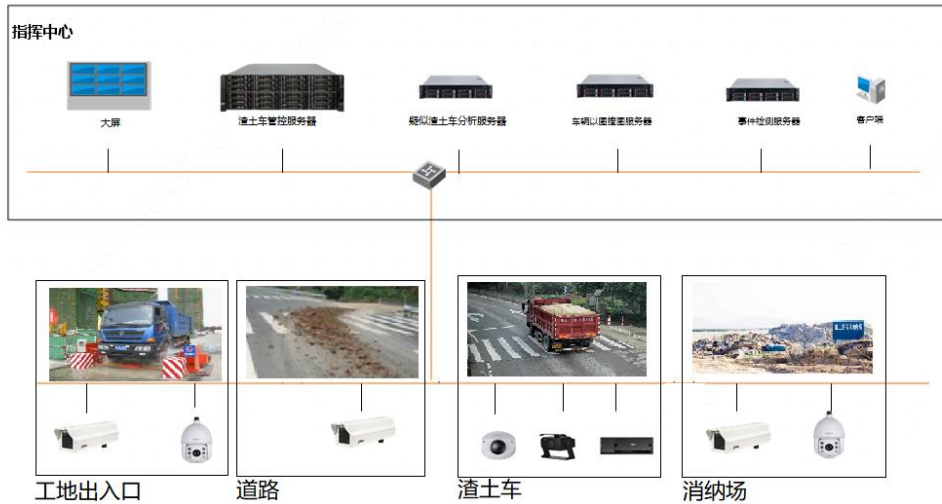 指挥中心
大屏
渣土车管控服务器
疑似渣土车分析服务器
车辆以图搜图服务器
事件检测服务器
客户端
工地出入口
道路
渣土车
消纳场